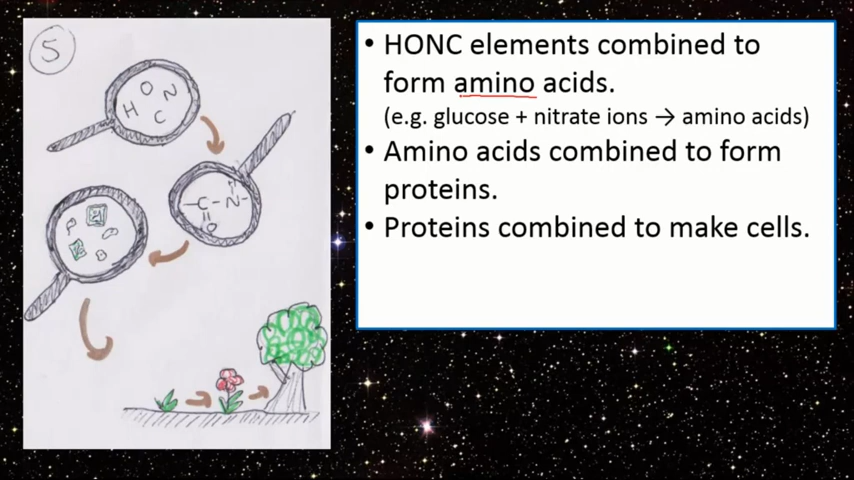 5
H O N
C
-C-N-
H
O
• HONC elements combined to
form amino acids.
(e.g. glucose + nitrate ions → amino acids)
• Amino acids combined to form
proteins.
• Proteins combined to make cells.